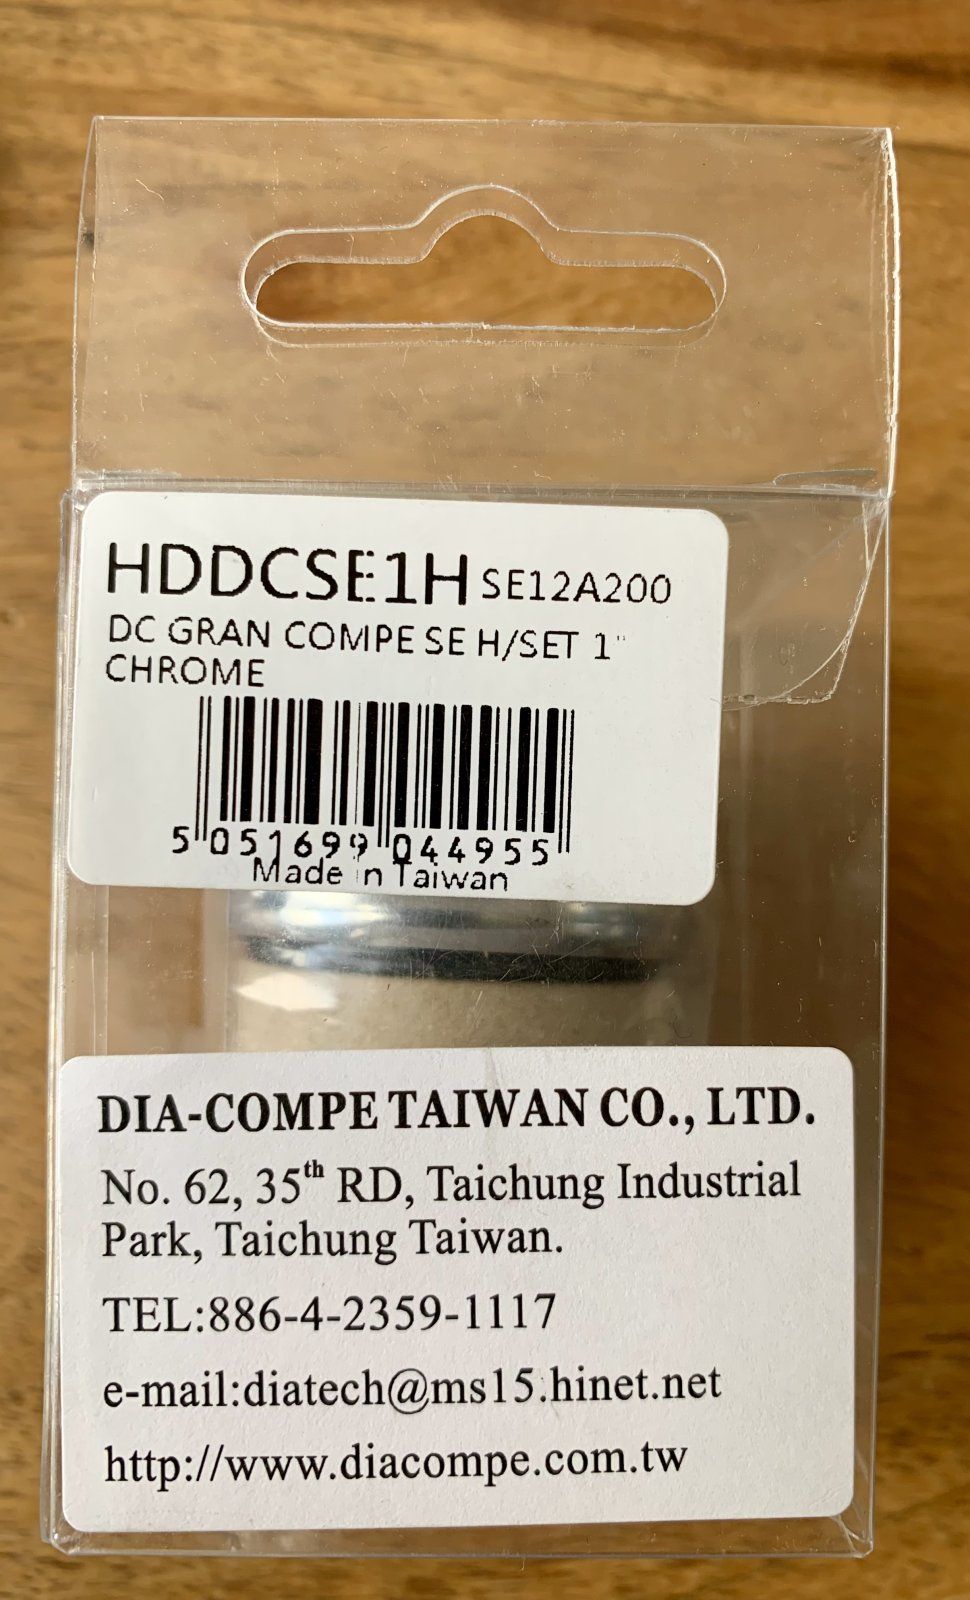 HDDCSE1H SE12A200
DC GRAN COMPE SE H/SET 1"
CHROME
5 051699 044955
Made in Taiwan
DIA-COMPE TAIWAN CO., LTD.
No. 62, 35th RD, Taichung Industrial
Park, Taichung Taiwan.
TEL:886-4-2359-1117
e-mail:diatech@ms15.hinet.net
http://www.diacompe.com.tw